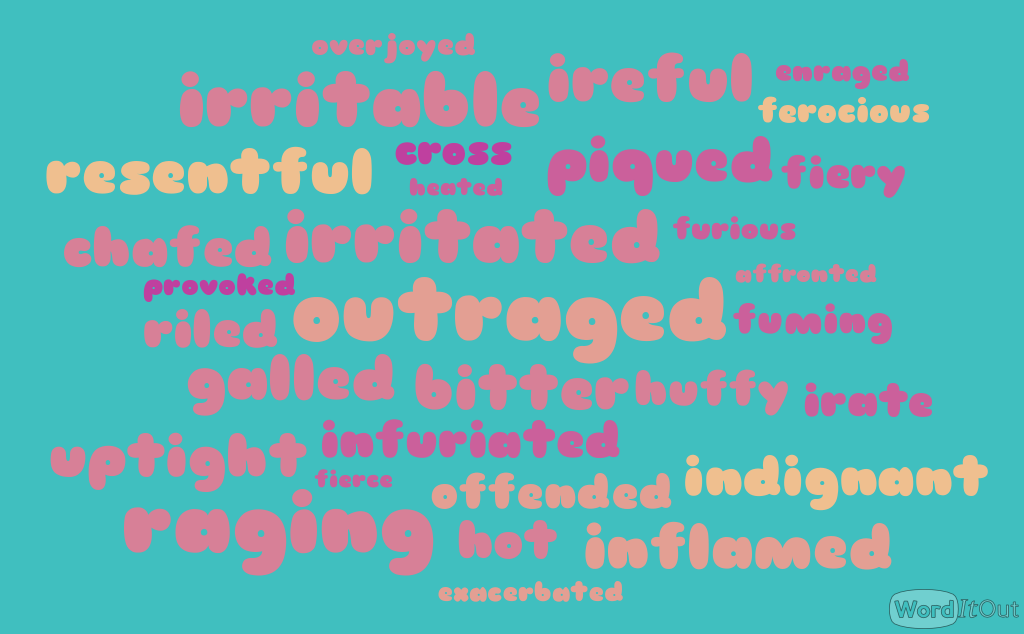 overjoyed
irritable ireful enraged
ferocious
resentful cross piqued fiery
heated
chafed irritated furious
provoked outraged affronted
riled fuming
galled bitter huffy irate
uptight infuriated
fierce offended indignant
raging hot inflamed
exacerbated
WordItOut